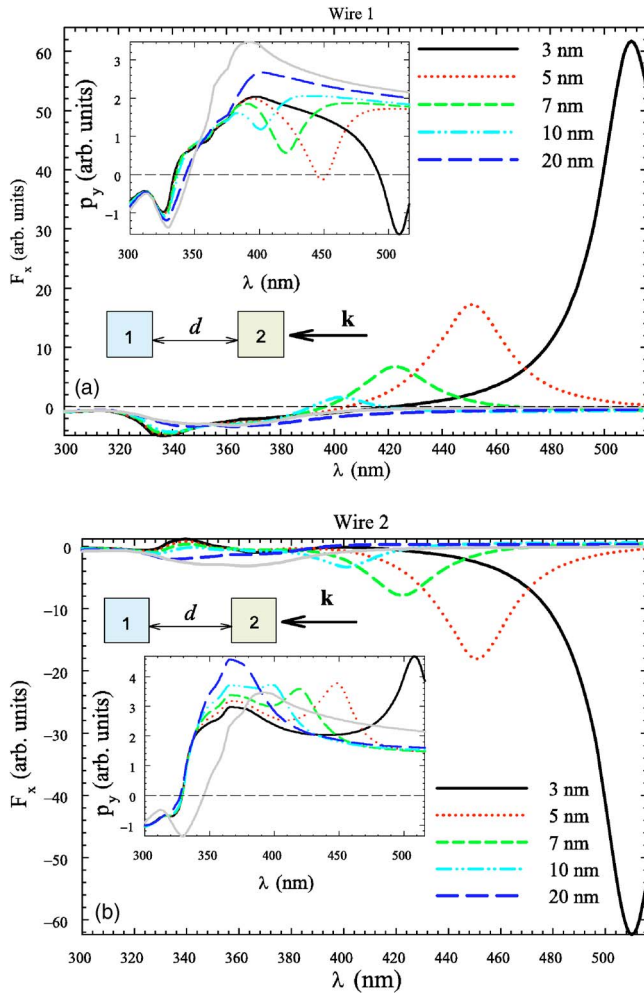 Wire 1
F_x (arb. units)
60
50
40
30
20
10
0
p_y (arb. units)
3
2
1
0
−1
300 350 400 450 500
λ (nm)
3 nm
5 nm
7 nm
10 nm
20 nm
1 d 2 k
(a)
300 320 340 360 380 400 420 440 460 480 500
λ (nm)
Wire 2
F_x (arb. units)
0
−10
−20
−30
−40
−50
−60
1 d 2 k
p_y (arb. units)
4
3
2
1
0
−1
300 350 400 450 500
λ (nm)
3 nm
5 nm
7 nm
10 nm
20 nm
(b)
300 320 340 360 380 400 420 440 460 480 500
λ (nm)